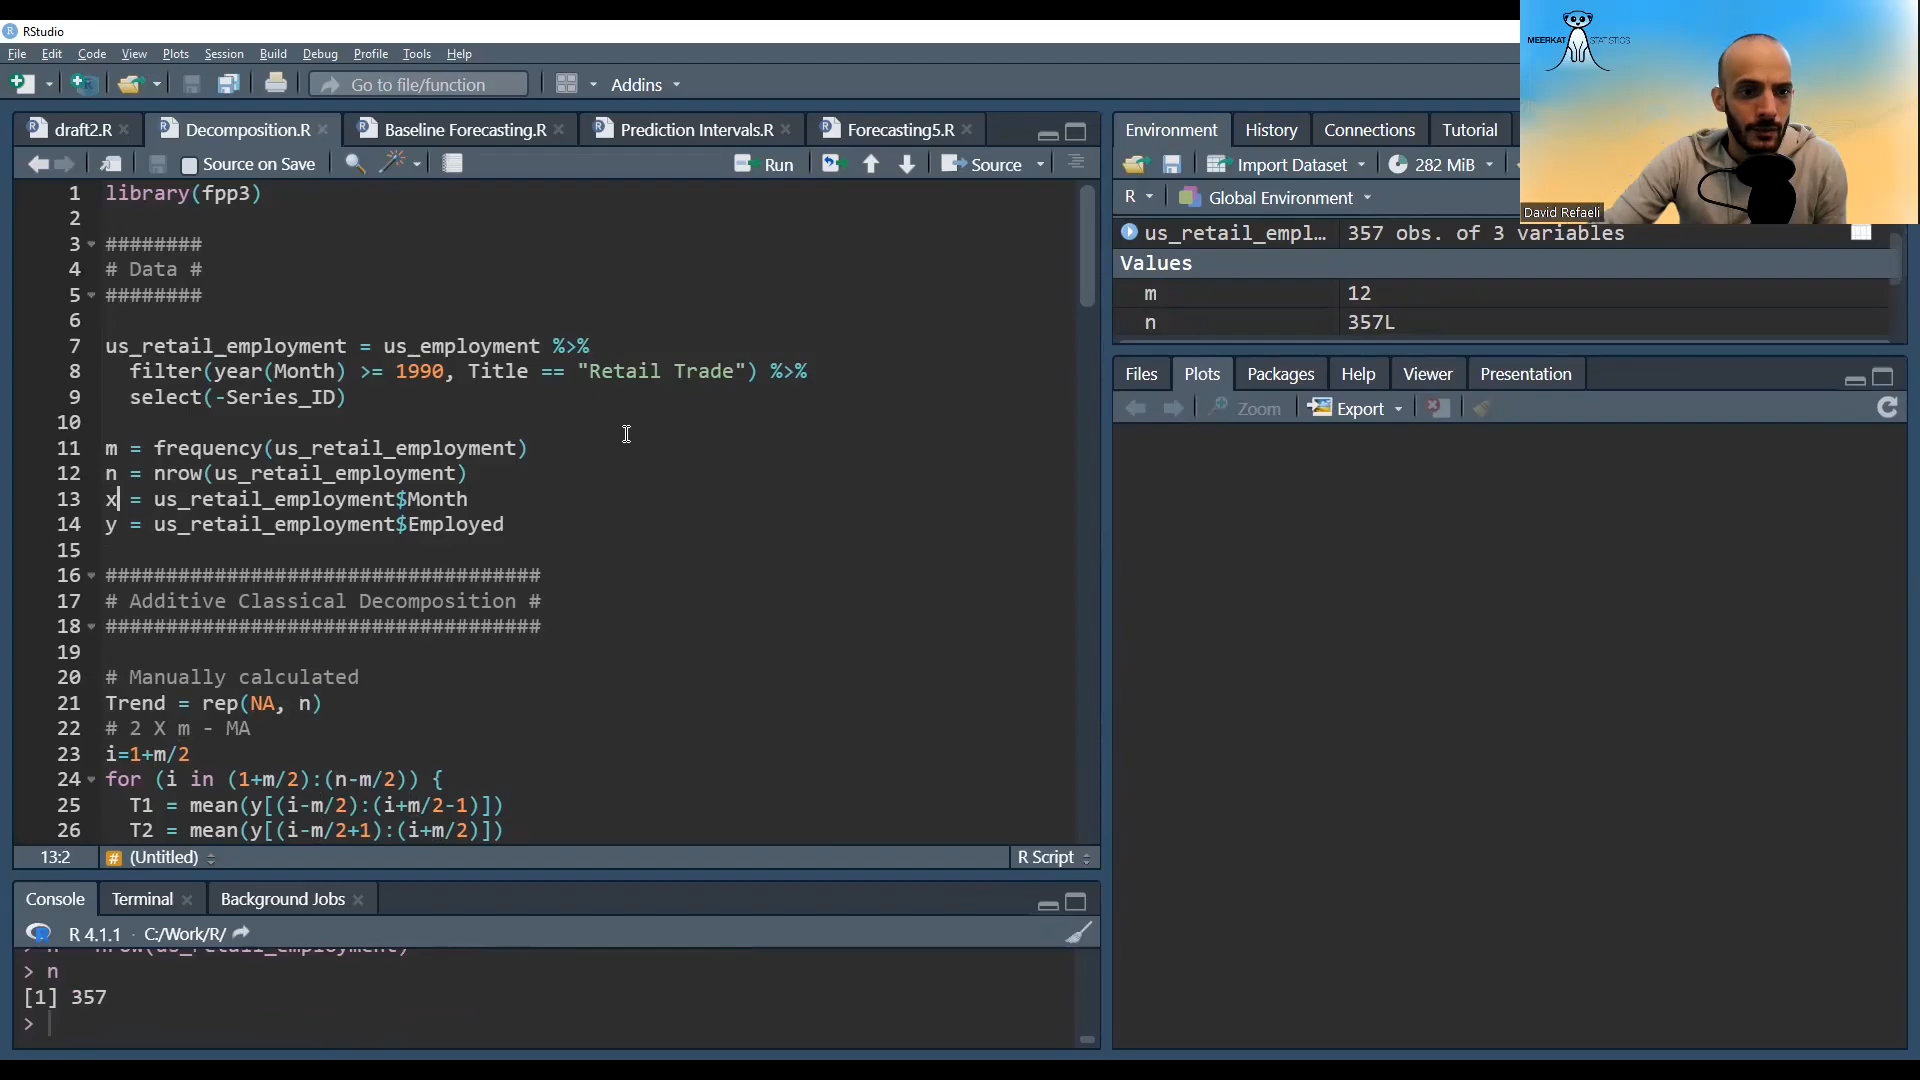 RStudio
File Edit Code View Plots Session Build Debug Profile Tools Help
Go to file/function Addins
MEERKAT STATISTICS
David Refaeli
draft2.R Decomposition.R Baseline Forecasting.R Prediction Intervals.R Forecasting5.R
Source on Save Run Source
1 library(fpp3)
2
3 ########
4 # Data #
5 ########
6
7 us_retail_employment = us_employment %>%
8 filter(year(Month) >= 1990, Title == "Retail Trade") %>%
9 select(-Series_ID)
10
11 m = frequency(us_retail_employment)
12 n = nrow(us_retail_employment)
13 x = us_retail_employment$Month
14 y = us_retail_employment$Employed
15
16 ####################################
17 # Additive Classical Decomposition #
18 ####################################
19
20 # Manually calculated
21 Trend = rep(NA, n)
22 # 2 X m - MA
23 i=1+m/2
24 for (i in (1+m/2):(n-m/2)) {
25 T1 = mean(y[(i-m/2):(i+m/2-1)])
26 T2 = mean(y[(i-m/2+1):(i+m/2)])
13:2 # (Untitled) R Script
Console Terminal Background Jobs
R 4.1.1 · C:/Work/R/
> n = nrow(us_retail_employment)
> n
[1] 357
>
Environment History Connections Tutorial
Import Dataset 282 MiB
R Global Environment
us_retail_empl… 357 obs. of 3 variables
Values
m 12
n 357L
Files Plots Packages Help Viewer Presentation
Zoom Export